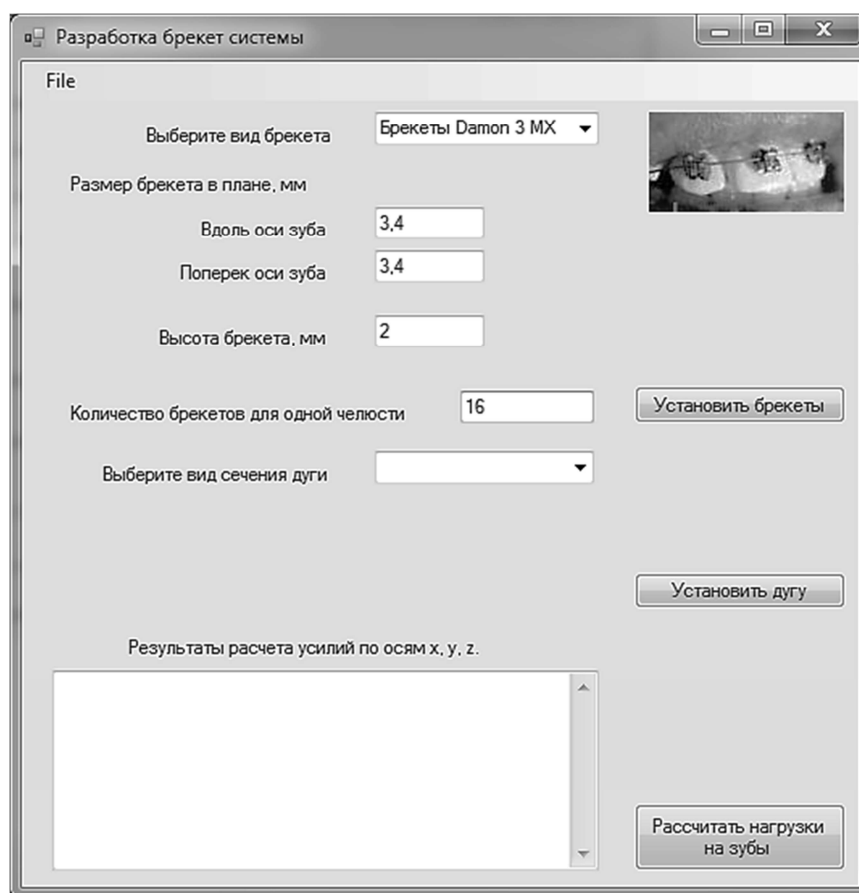 Разработка брекет системы
File
Выберите вид брекета
Брекеты Damon 3 MX
Размер брекета в плане, мм
Вдоль оси зуба
3,4
Поперек оси зуба
3,4
Высота брекета, мм
2
Количество брекетов для одной челюсти
16
Установить брекеты
Выберите вид сечения дуги
Установить дугу
Результаты расчета усилий по осям x, y, z.
Рассчитать нагрузки
на зубы